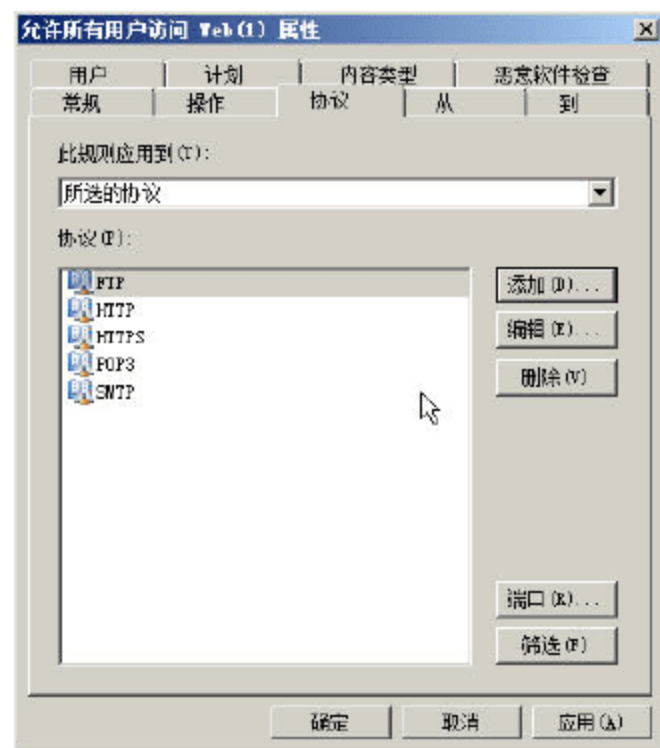 允许所有用户访问 Web(1) 属性
用户 计划 内容类型 恶意软件检查
常规 操作 协议 从 到
此规则应用到(T):
所选的协议
协议(P):
FTP
HTTP
HTTPS
POP3
SMTP
添加(D)...
编辑(E)...
删除(V)
端口(R)...
筛选(F)
确定 取消 应用(A)